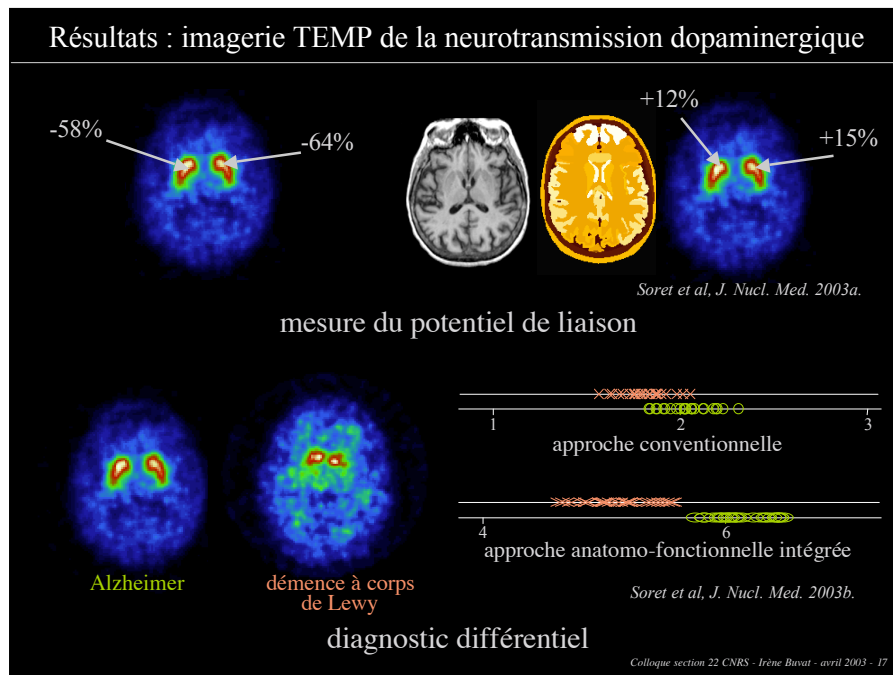 Résultats : imagerie TEMP de la neurotransmission dopaminergique
-58%
-64%
+12%
+15%
Soret et al, J. Nucl. Med. 2003a.
mesure du potentiel de liaison
1
2
3
approche conventionnelle
4
6
approche anatomo-fonctionnelle intégrée
Alzheimer
démence à corps
de Lewy
Soret et al, J. Nucl. Med. 2003b.
diagnostic différentiel
Colloque section 22 CNRS - Irène Buvat - avril 2003 - 17